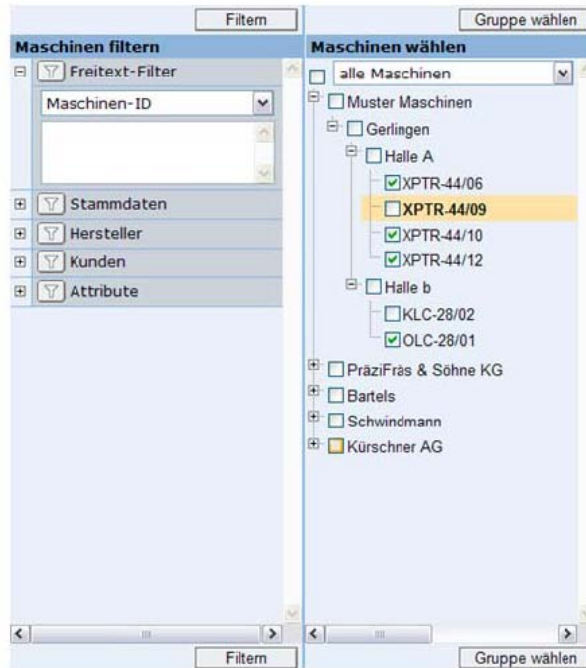 Filtern
Maschinen filtern
Freitext-Filter
Maschinen-ID
Stammdaten
Hersteller
Kunden
Attribute
Filtern
Gruppe wählen
Maschinen wählen
alle Maschinen
Muster Maschinen
Gerlingen
Halle A
XPTR-44/06
XPTR-44/09
XPTR-44/10
XPTR-44/12
Halle b
KLC-28/02
OLC-28/01
PräziFräs & Söhne KG
Bartels
Schwindmann
Kürschner AG
Gruppe wählen